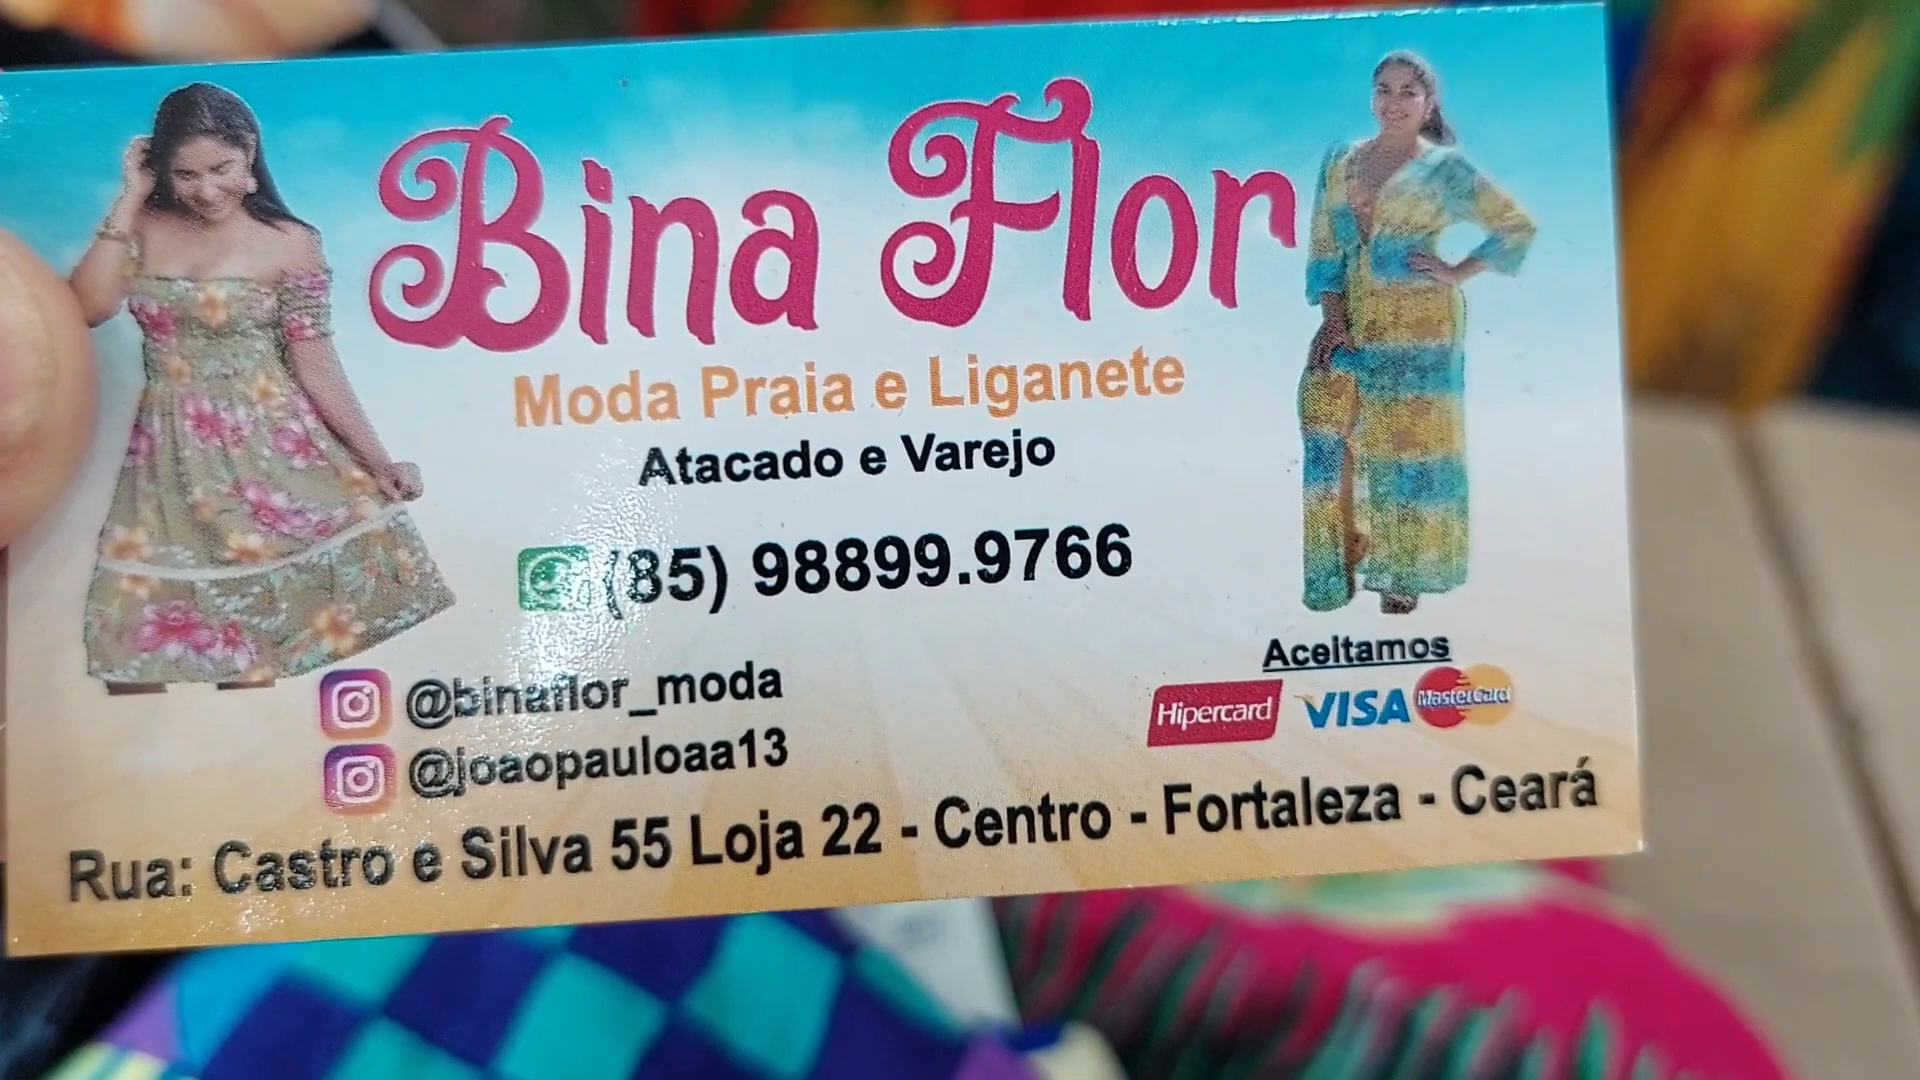 Bina Flor
Moda Praia e Liganete
Atacado e Varejo
(85) 98899.9766
@binaflor_moda
@joaopauloaa13
Aceitamos
Hipercard VISA MasterCard
Rua: Castro e Silva 55 Loja 22 - Centro - Fortaleza - Ceará